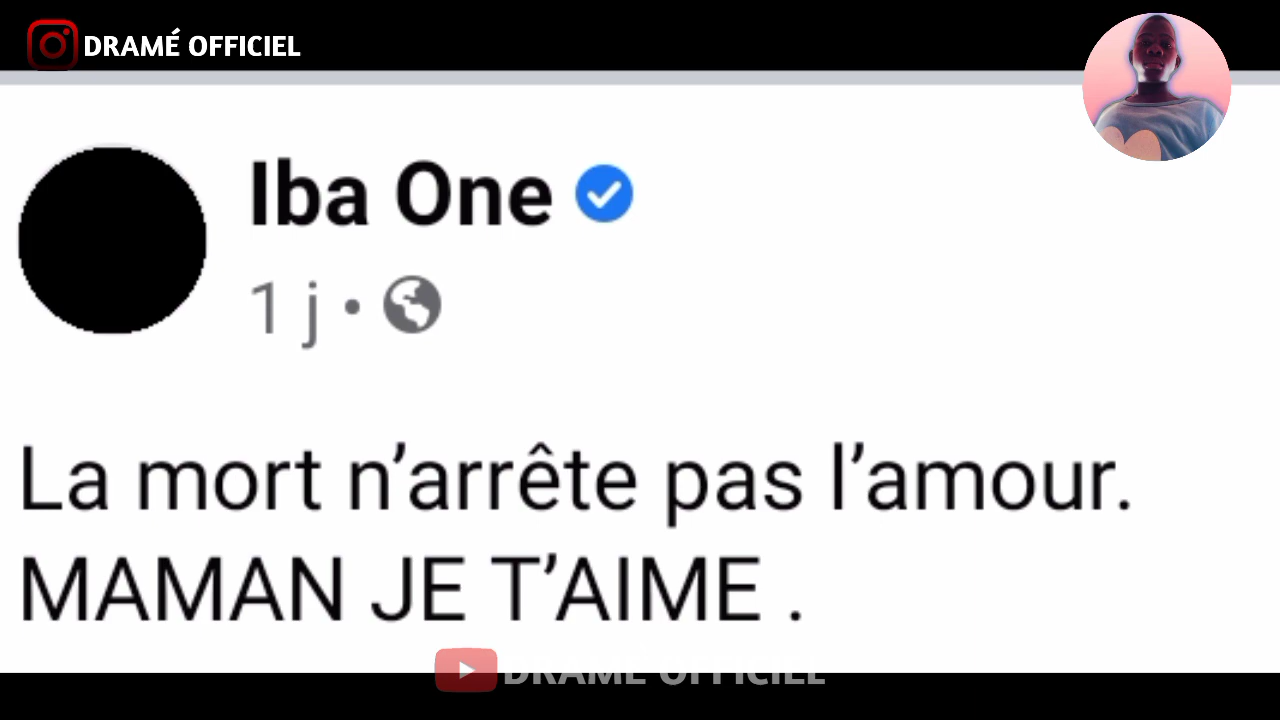 DRAMÉ OFFICIEL
Iba One
1 j •
La mort n’arrête pas l’amour.
MAMAN JE T’AIME .
DRAMÉ OFFICIEL